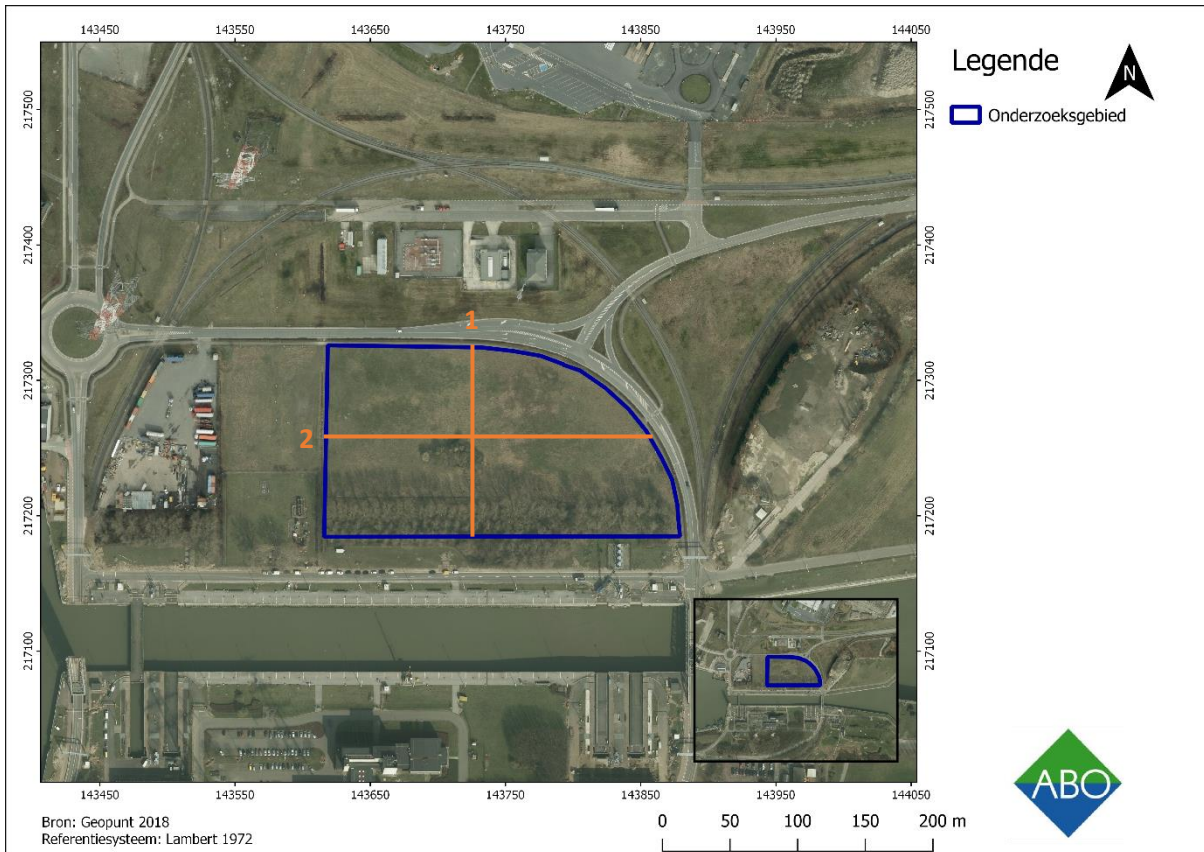 143450 143550 143650 143750 143850 143950 144050
Legende
N
Onderzoeksgebied
217500 217500
217400 217400
1
217300 217300
2
217200 217200
217100 217100
143450 143550 143650 143750 143850 143950 144050
ABO
Bron: Geopunt 2018
Referentiesysteem: Lambert 1972
0 50 100 150 200 m